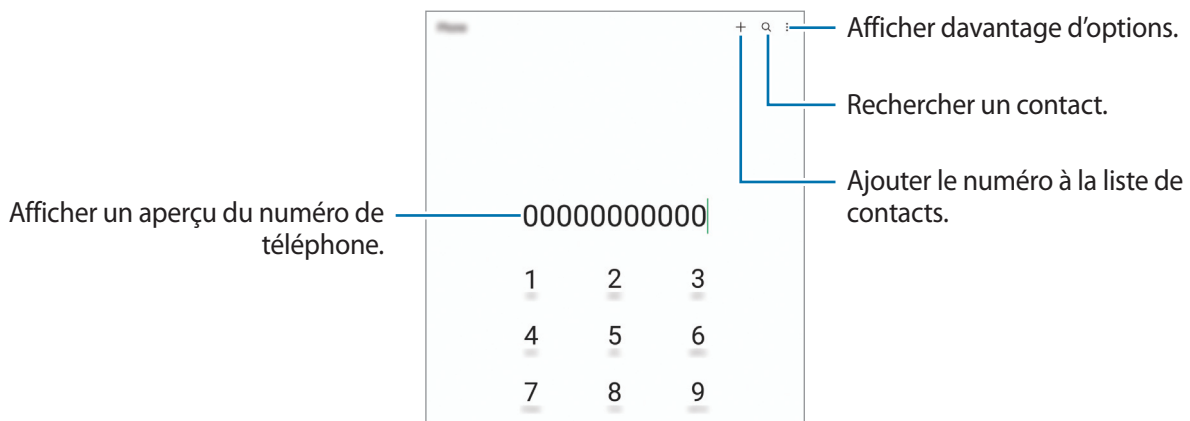 Afficher davantage d’options.
Rechercher un contact.
Ajouter le numéro à la liste de
contacts.
Afficher un aperçu du numéro de
téléphone.
00000000000
1 2 3
4 5 6
7 8 9